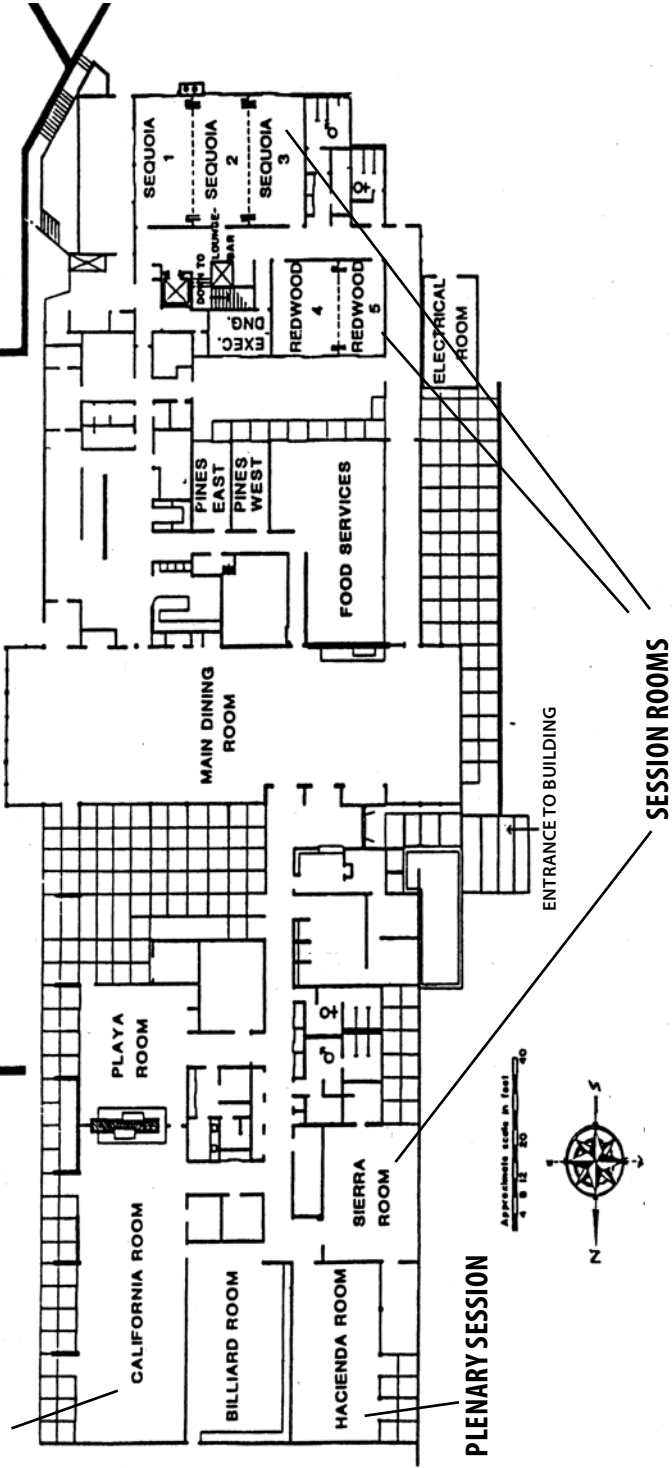 SEQUOIA
1
SEQUOIA
2
SEQUOIA
3
DOWN TO
LOUNGE-
BAR
EXEC.
DNG.
REDWOOD
4
REDWOOD
5
ELECTRICAL
ROOM
PINES
EAST
PINES
WEST
FOOD SERVICES
MAIN DINING
ROOM
ENTRANCE TO BUILDING
SESSION ROOMS
PLAYA
ROOM
CALIFORNIA ROOM
BILLIARD ROOM
SIERRA
ROOM
HACIENDA ROOM
PLENARY SESSION
Approximate scale in feet
4 8 12 20 40
N
S